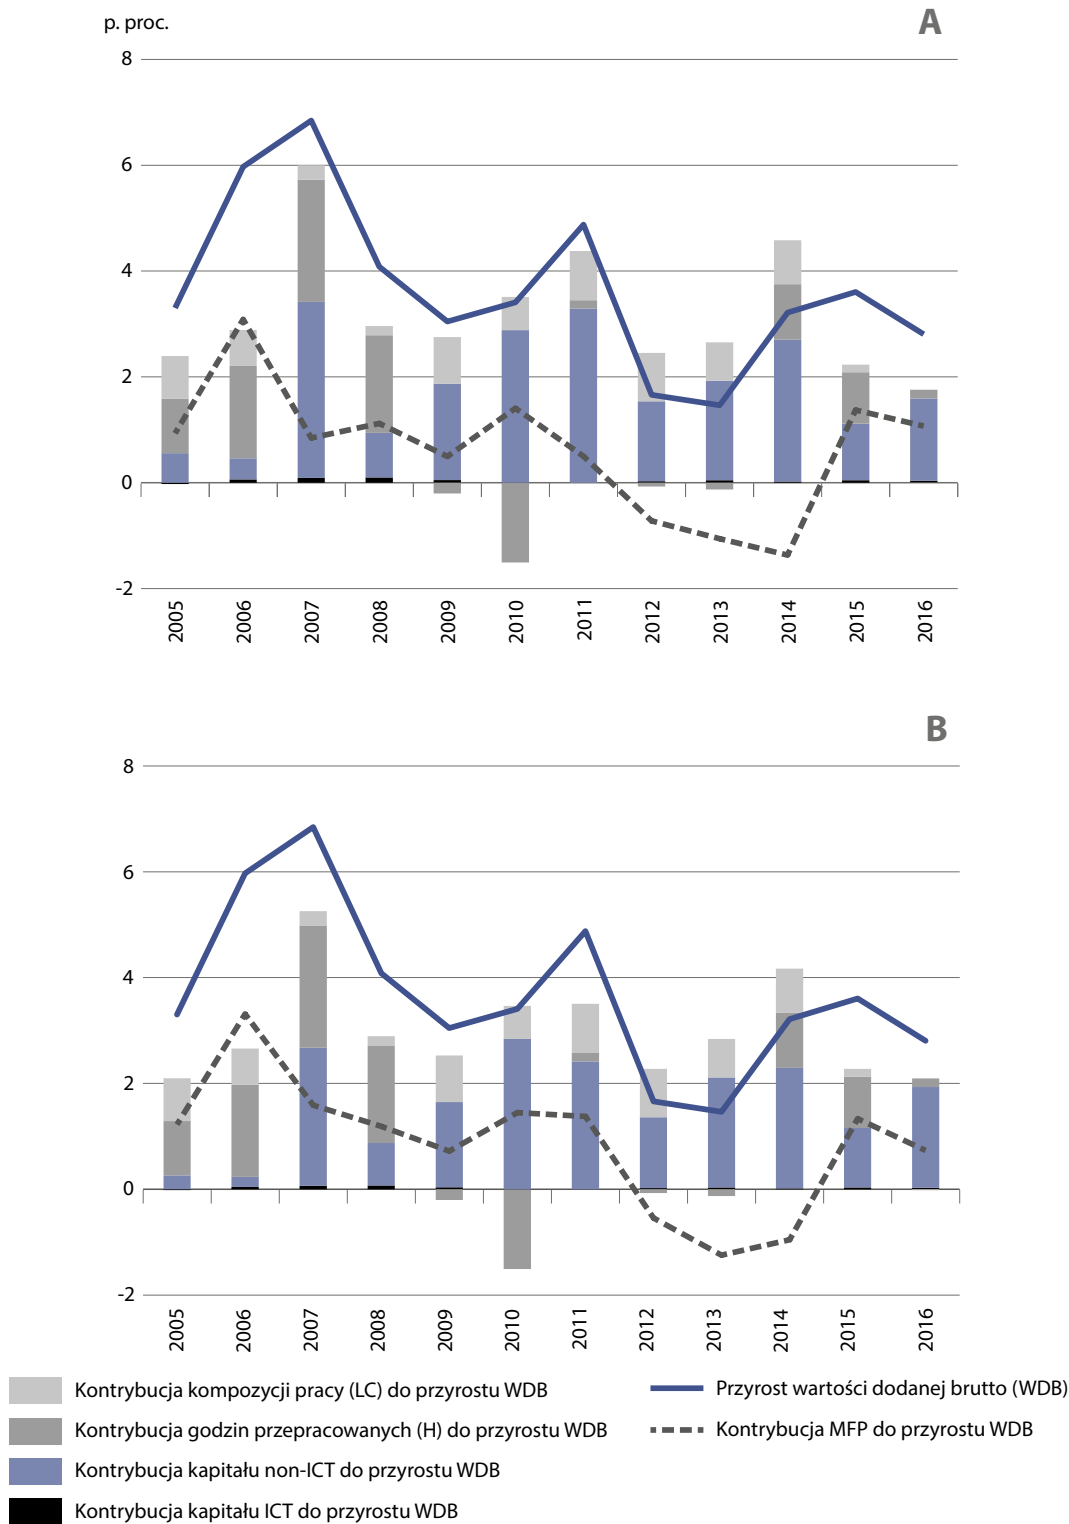 p. proc.
A
8
6
4
2
0
-2
2005 2006 2007 2008 2009 2010 2011 2012 2013 2014 2015 2016
B
8
6
4
2
0
-2
2005 2006 2007 2008 2009 2010 2011 2012 2013 2014 2015 2016
Kontrybucja kompozycji pracy (LC) do przyrostu WDB
Kontrybucja godzin przepracowanych (H) do przyrostu WDB
Kontrybucja kapitału non-ICT do przyrostu WDB
Kontrybucja kapitału ICT do przyrostu WDB
Przyrost wartości dodanej brutto (WDB)
Kontrybucja MFP do przyrostu WDB